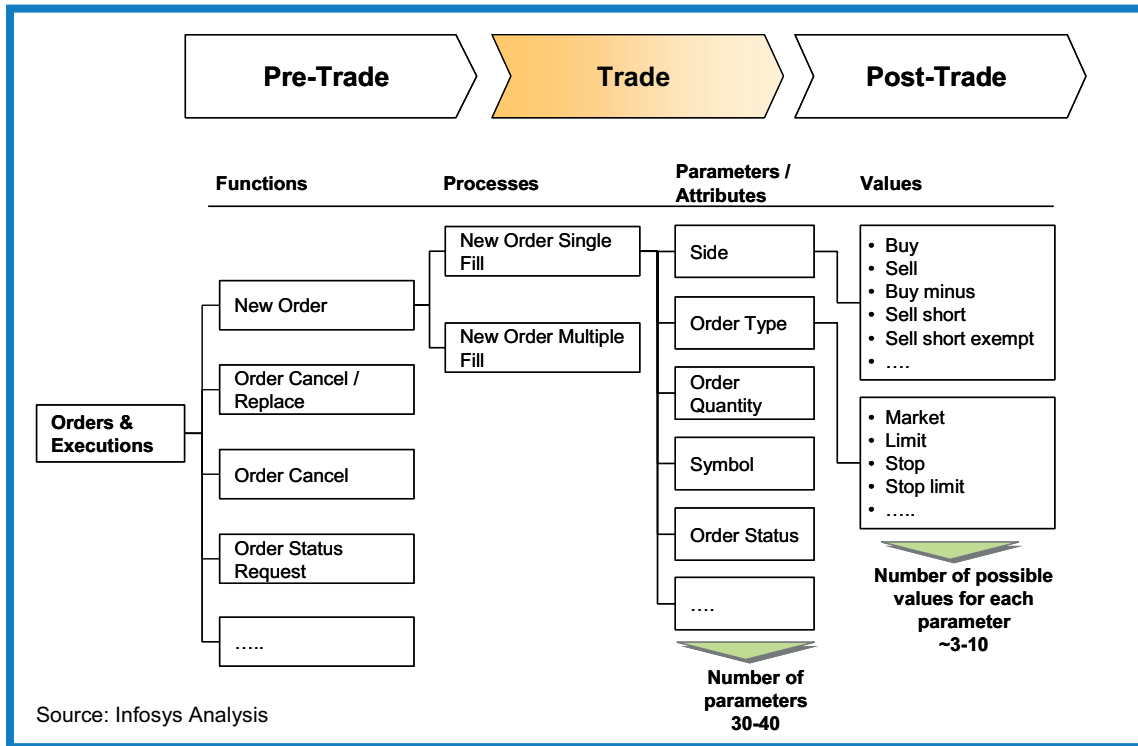 Pre-Trade
Trade
Post-Trade
Functions
Processes
Parameters /
Attributes
Values
Orders &
Executions
New Order
Order Cancel /
Replace
Order Cancel
Order Status
Request
…..
New Order Single
Fill
New Order Multiple
Fill
Side
Order Type
Order
Quantity
Symbol
Order Status
….
• Buy
• Sell
• Buy minus
• Sell short
• Sell short exempt
• ….
• Market
• Limit
• Stop
• Stop limit
• …..
Number of possible
values for each
parameter
~3-10
Number of
parameters
30-40
Source: Infosys Analysis